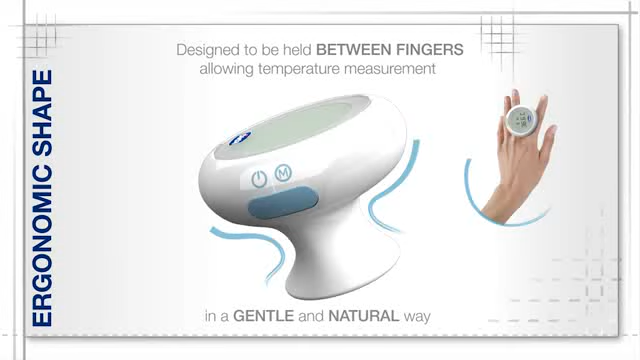 ERGONOMIC SHAPE
Designed to be held BETWEEN FINGERS
allowing temperature measurement
M
in a GENTLE and NATURAL way